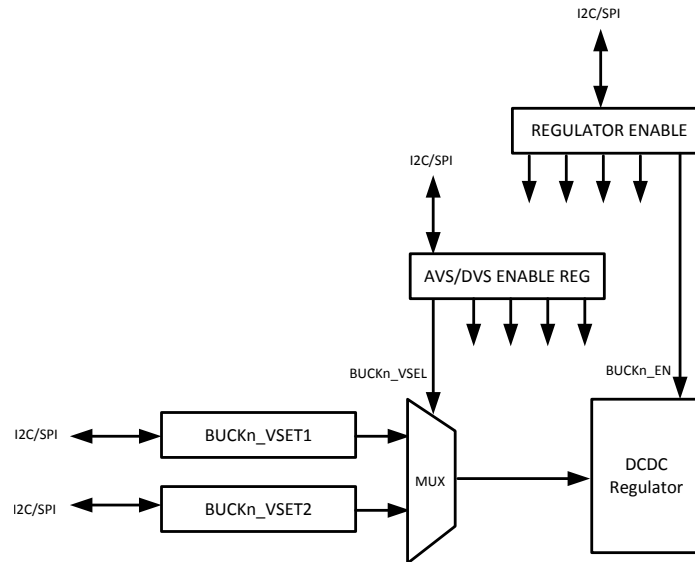 I2C/SPI
REGULATOR ENABLE
I2C/SPI
AVS/DVS ENABLE REG
BUCKn_VSEL
BUCKn_EN
I2C/SPI
BUCKn_VSET1
MUX
DCDC
Regulator
I2C/SPI
BUCKn_VSET2